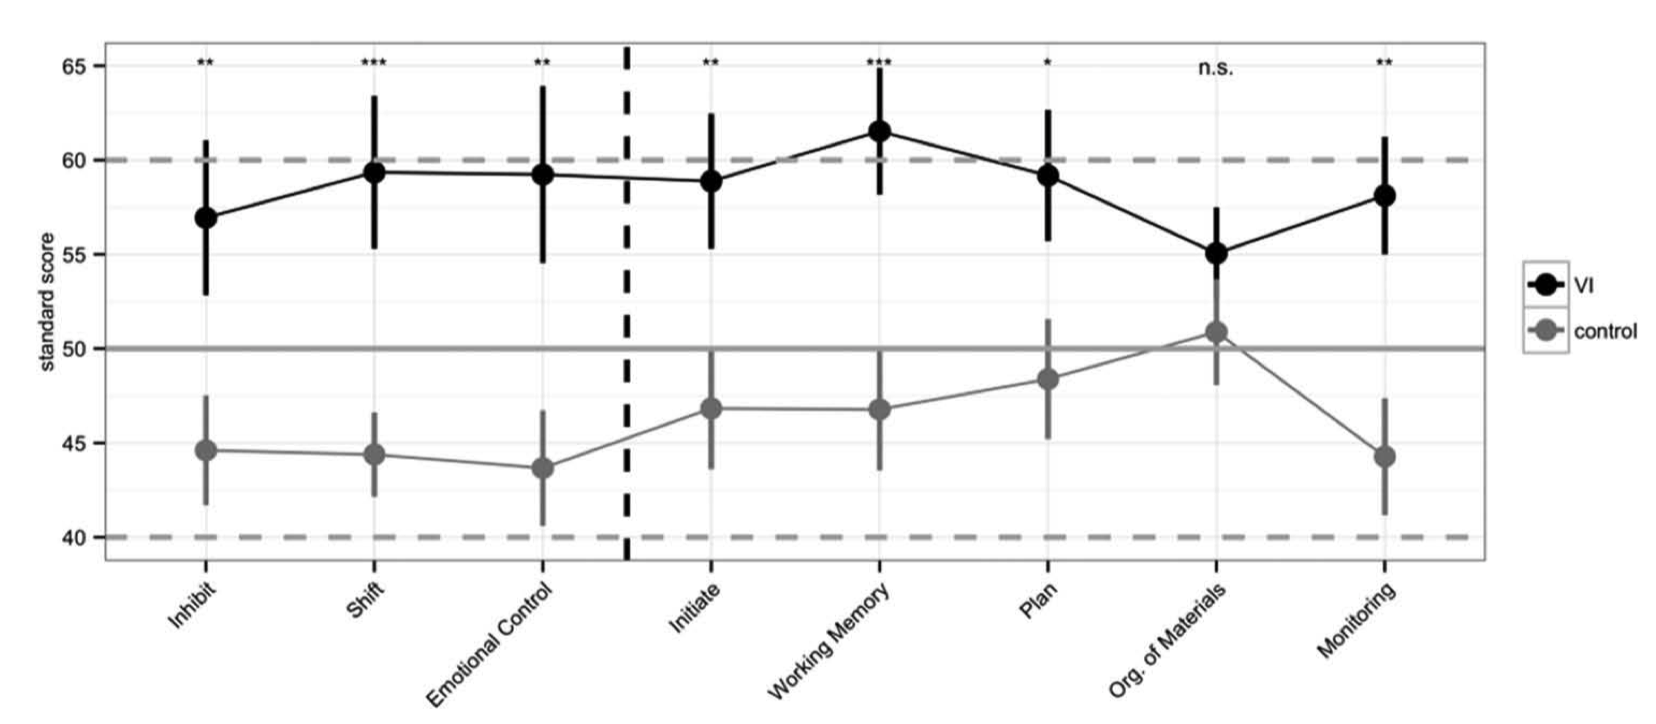 ** *** ** ** *** * n.s. **
65
60
55
50
45
40
standard score
Inhibit
Shift
Emotional Control
Initiate
Working Memory
Plan
Org. of Materials
Monitoring
VI
control